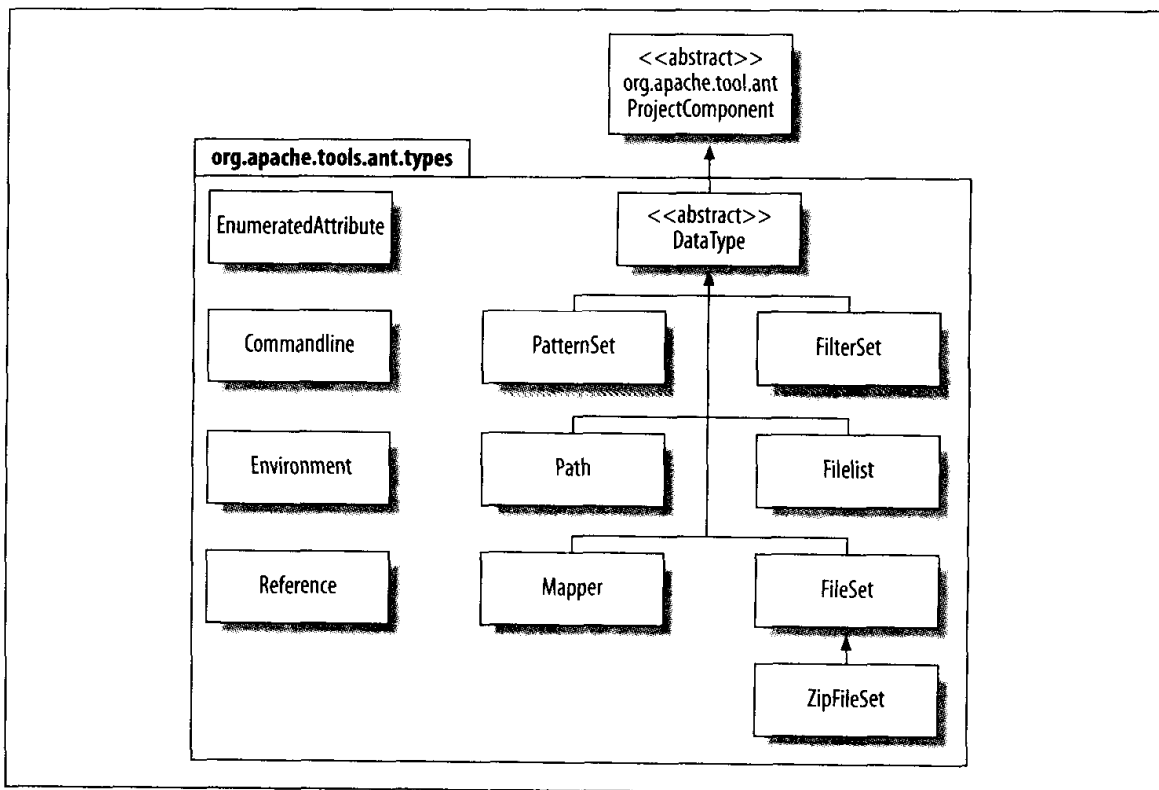 <<abstract>>
org.apache.tool.ant
ProjectComponent
org.apache.tools.ant.types
EnumeratedAttribute
<<abstract>>
DataType
Commandline
PatternSet
FilterSet
Environment
Path
Filelist
Reference
Mapper
FileSet
ZipFileSet